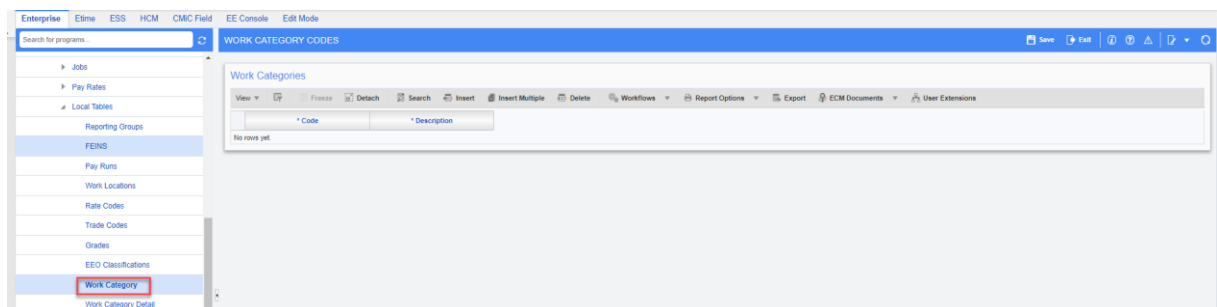 Enterprise Etime ESS HCM CMiC Field EE Console Edit Mode
Search for programs... WORK CATEGORY CODES Save Exit
Jobs
Pay Rates
Local Tables
Reporting Groups
FEINS
Pay Runs
Work Locations
Rate Codes
Trade Codes
Grades
EEO Classifications
Work Category
Work Category Detail
Work Categories
View Freeze Detach Search Insert Insert Multiple Delete Workflows Report Options Export ECM Documents User Extensions
* Code * Description
No rows yet.